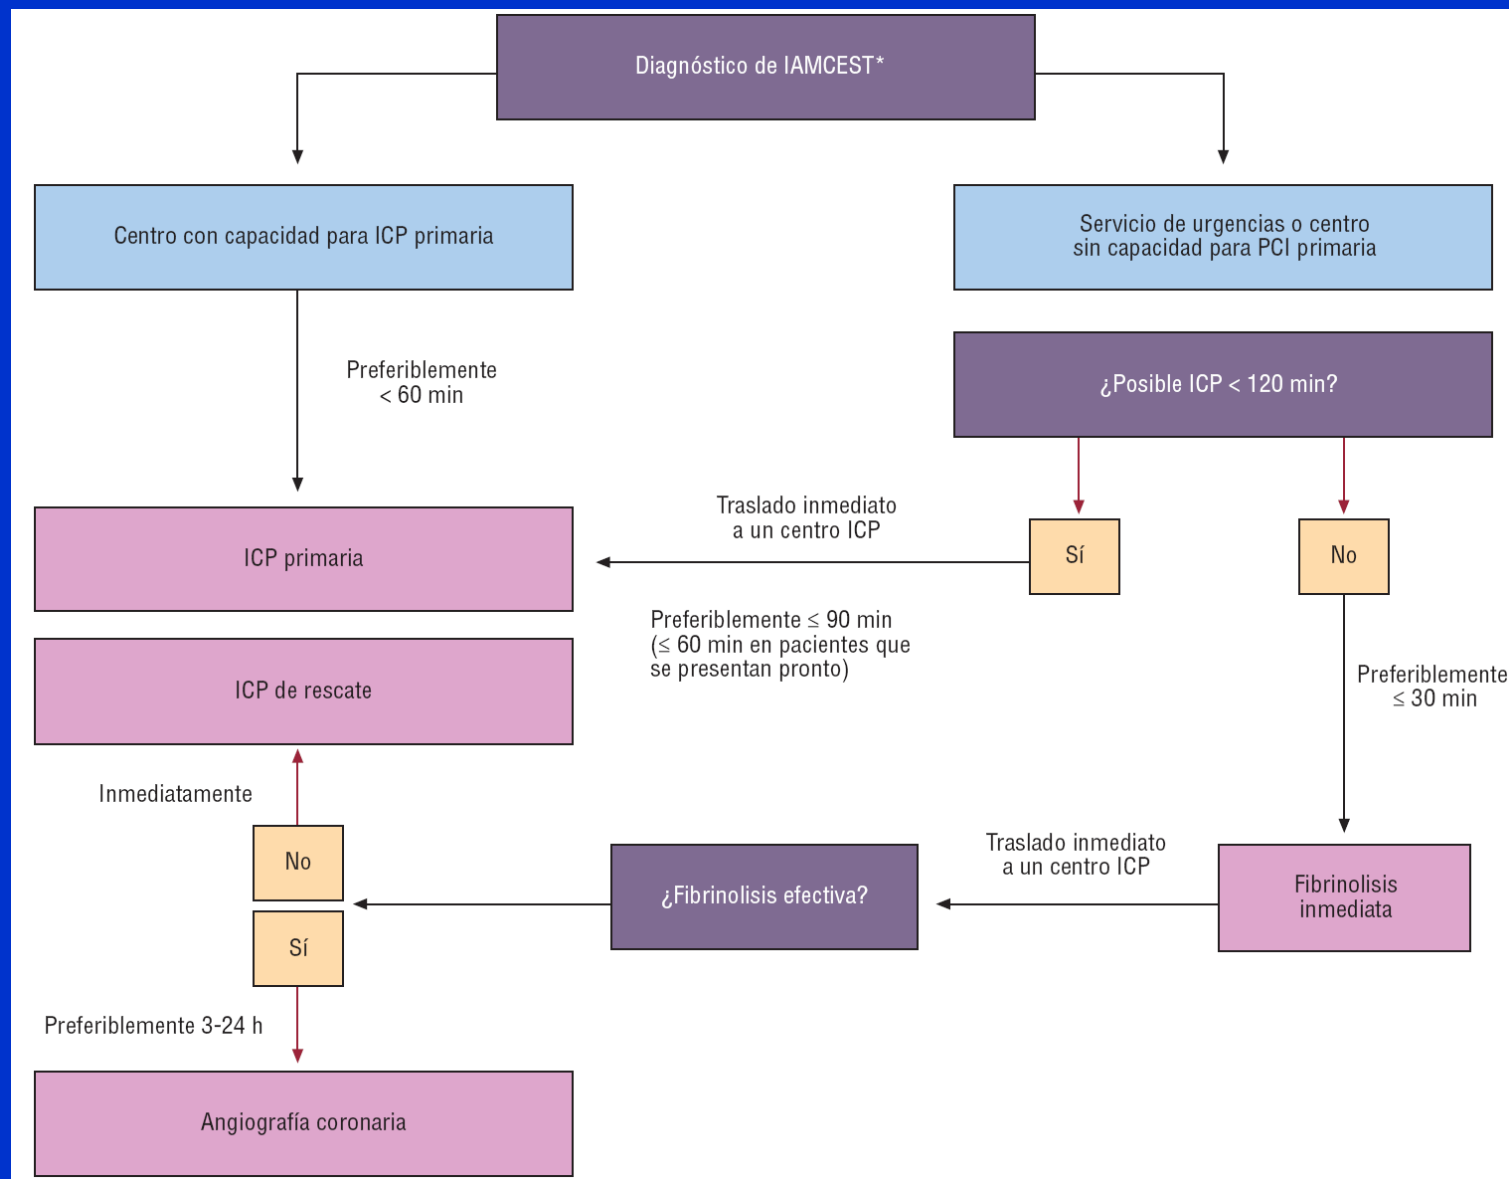 Diagnóstico de IAMCEST*
Centro con capacidad para ICP primaria
Servicio de urgencias o centro
sin capacidad para PCI primaria
Preferiblemente
< 60 min
¿Posible ICP < 120 min?
Traslado inmediato
a un centro ICP
Sí
No
ICP primaria
Preferiblemente ≤ 90 min
(≤ 60 min en pacientes que
se presentan pronto)
Preferiblemente
≤ 30 min
ICP de rescate
Inmediatamente
No
Sí
¿Fibrinolisis efectiva?
Traslado inmediato
a un centro ICP
Fibrinolisis
inmediata
Preferiblemente 3-24 h
Angiografía coronaria